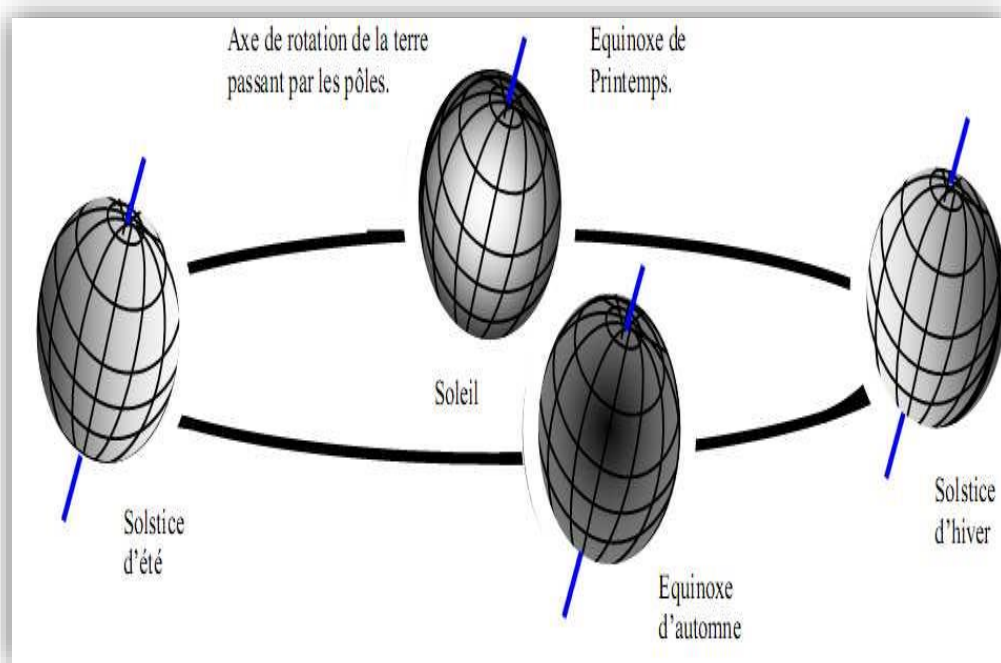 Axe de rotation de la terre
passant par les pôles.
Equinoxe de
Printemps.
Soleil
Solstice
d'été
Solstice
d'hiver
Equinoxe
d'automne